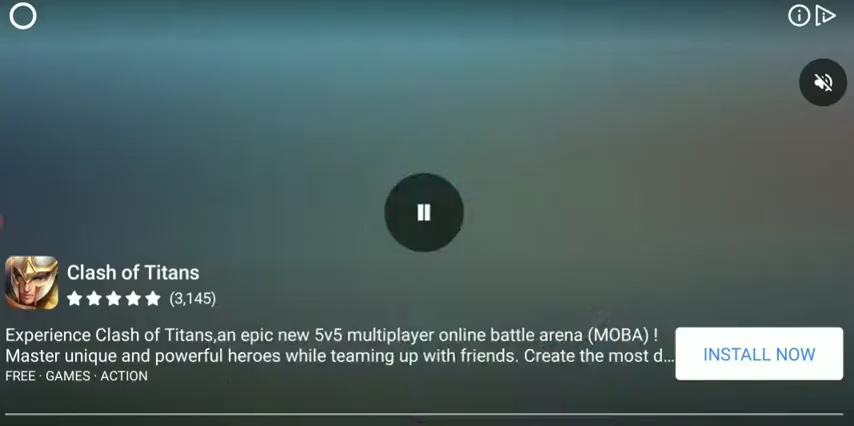 Clash of Titans
(3,145)
Experience Clash of Titans,an epic new 5v5 multiplayer online battle arena (MOBA) !
Master unique and powerful heroes while teaming up with friends. Create the most d...
INSTALL NOW
FREE · GAMES · ACTION